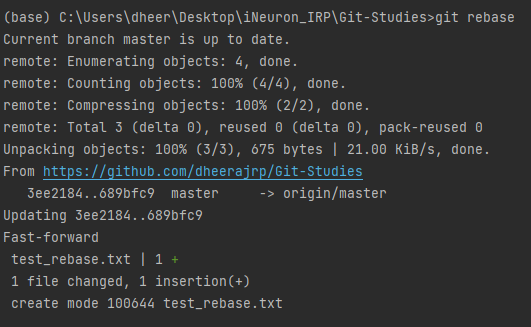 (base) C:\Users\dheer\Desktop\iNeuron_IRP\Git-Studies>git rebase
Current branch master is up to date.
remote: Enumerating objects: 4, done.
remote: Counting objects: 100% (4/4), done.
remote: Compressing objects: 100% (2/2), done.
remote: Total 3 (delta 0), reused 0 (delta 0), pack-reused 0
Unpacking objects: 100% (3/3), 675 bytes | 21.00 KiB/s, done.
From https://github.com/dheerajrp/Git-Studies
   3ee2184..689bfc9  master     -> origin/master
Updating 3ee2184..689bfc9
Fast-forward
 test_rebase.txt | 1 +
 1 file changed, 1 insertion(+)
 create mode 100644 test_rebase.txt